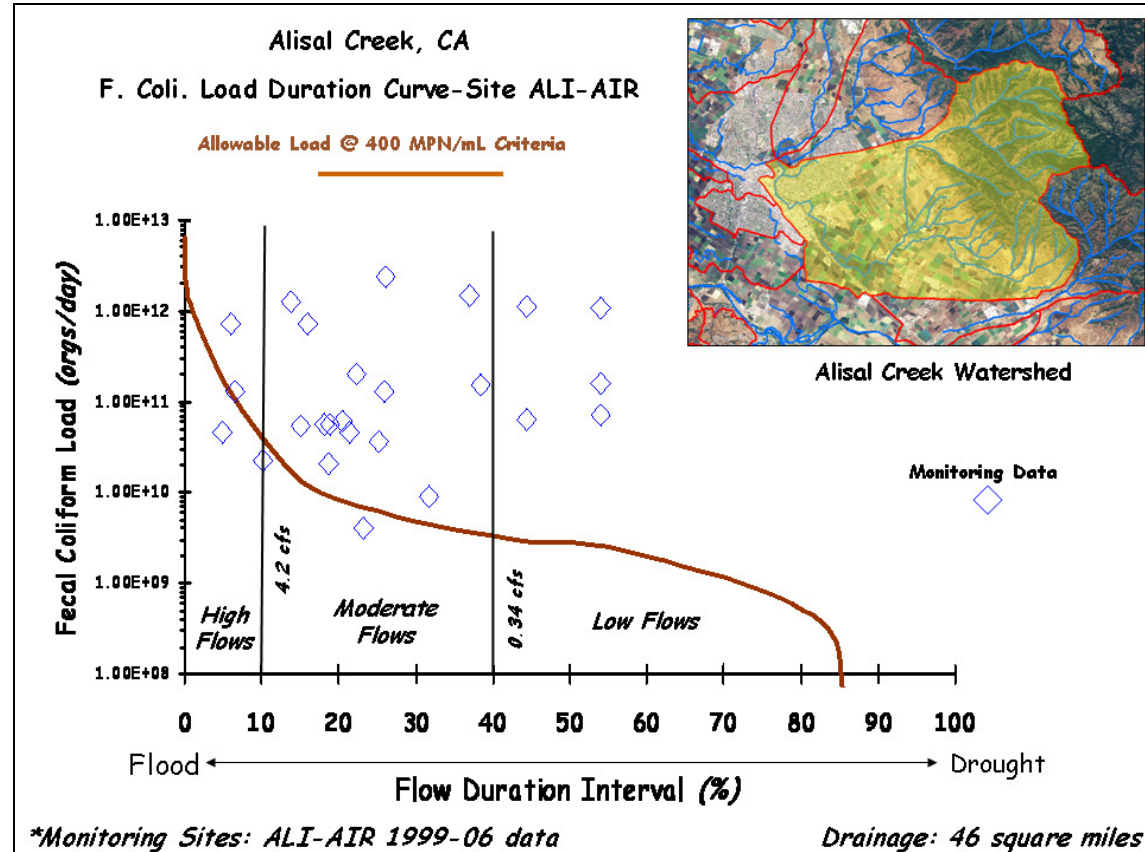 Alisal Creek, CA
F. Coli. Load Duration Curve-Site ALI-AIR
Allowable Load @ 400 MPN/mL Criteria
Alisal Creek Watershed
Fecal Coliform Load (orgs/day)
1.00E+13
1.00E+12
1.00E+11
1.00E+10
1.00E+09
1.00E+08
Monitoring Data
4.2 cfs
0.34 cfs
High
Flows
Moderate
Flows
Low Flows
0 10 20 30 40 50 60 70 80 90 100
Flood
Drought
Flow Duration Interval (%)
*Monitoring Sites: ALI-AIR 1999-06 data
Drainage: 46 square miles